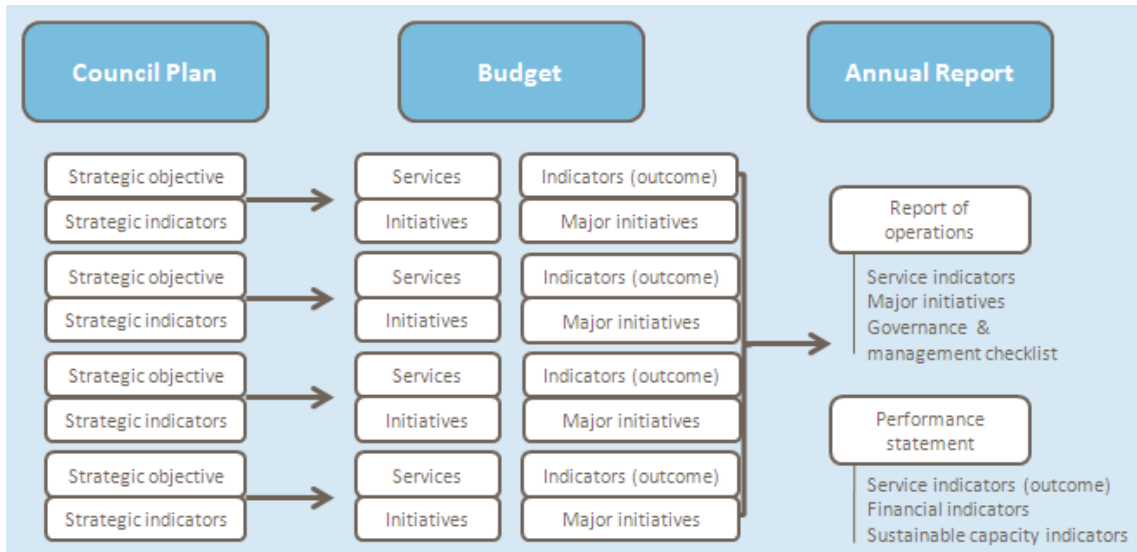 Council Plan
Budget
Annual Report
Strategic objective
Strategic indicators
Strategic objective
Strategic indicators
Strategic objective
Strategic indicators
Strategic objective
Strategic indicators
Services
Indicators (outcome)
Initiatives
Major initiatives
Services
Indicators (outcome)
Initiatives
Major initiatives
Services
Indicators (outcome)
Initiatives
Major initiatives
Services
Indicators (outcome)
Initiatives
Major initiatives
Report of
operations
Service indicators
Major initiatives
Governance &
management checklist
Performance
statement
Service indicators (outcome)
Financial indicators
Sustainable capacity indicators